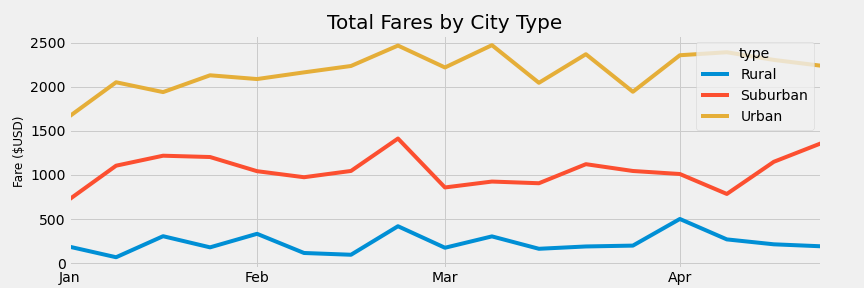 Total Fares by City Type
Fare ($USD)
2500
2000
1500
1000
500
0
Jan
Feb
Mar
Apr
type
Rural
Suburban
Urban